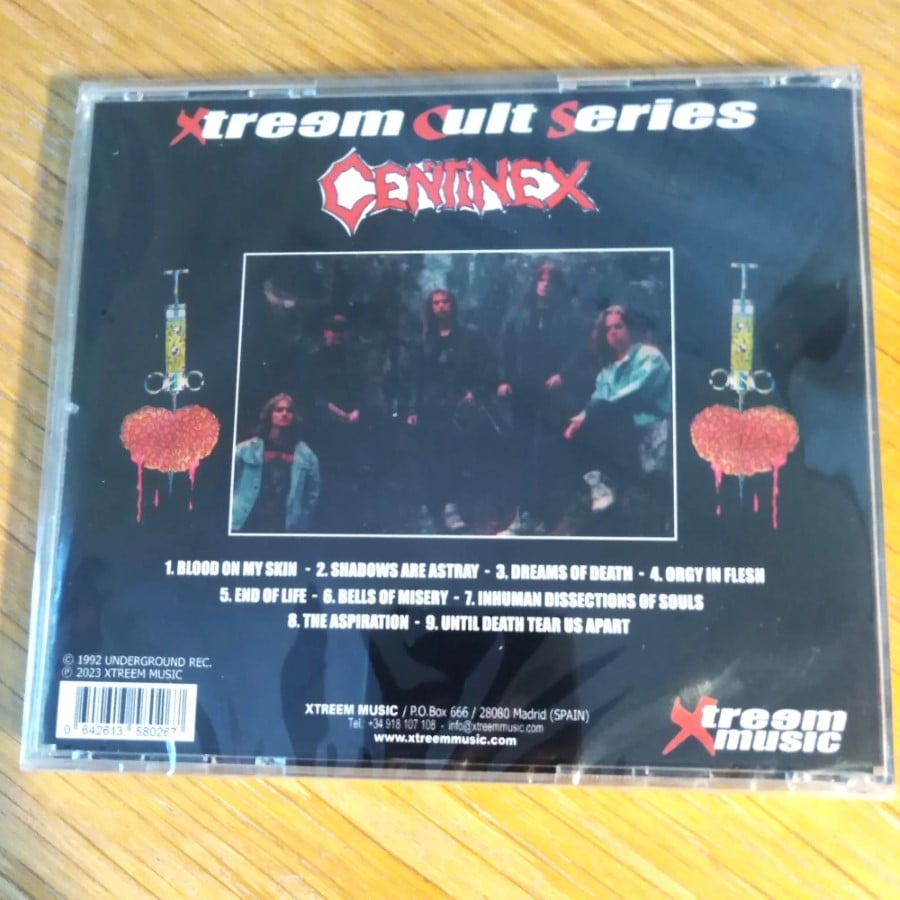 Xtreem Cult Series
CENTINEX
1. BLOOD ON MY SKIN - 2. SHADOWS ARE ASTRAY - 3. DREAMS OF DEATH - 4. ORGY IN FLESH
5. END OF LIFE - 6. BELLS OF MISERY - 7. INHUMAN DISSECTIONS OF SOULS
8. THE ASPIRATION - 9. UNTIL DEATH TEAR US APART
© 1992 UNDERGROUND REC.
℗ 2023 XTREEM MUSIC
0 642613 580267
XTREEM MUSIC / P.O.Box 666 / 28080 Madrid (SPAIN)
Tel.: +34 918 107 108 - info@xtreemmusic.com
www.xtreemmusic.com
Xtreem
music